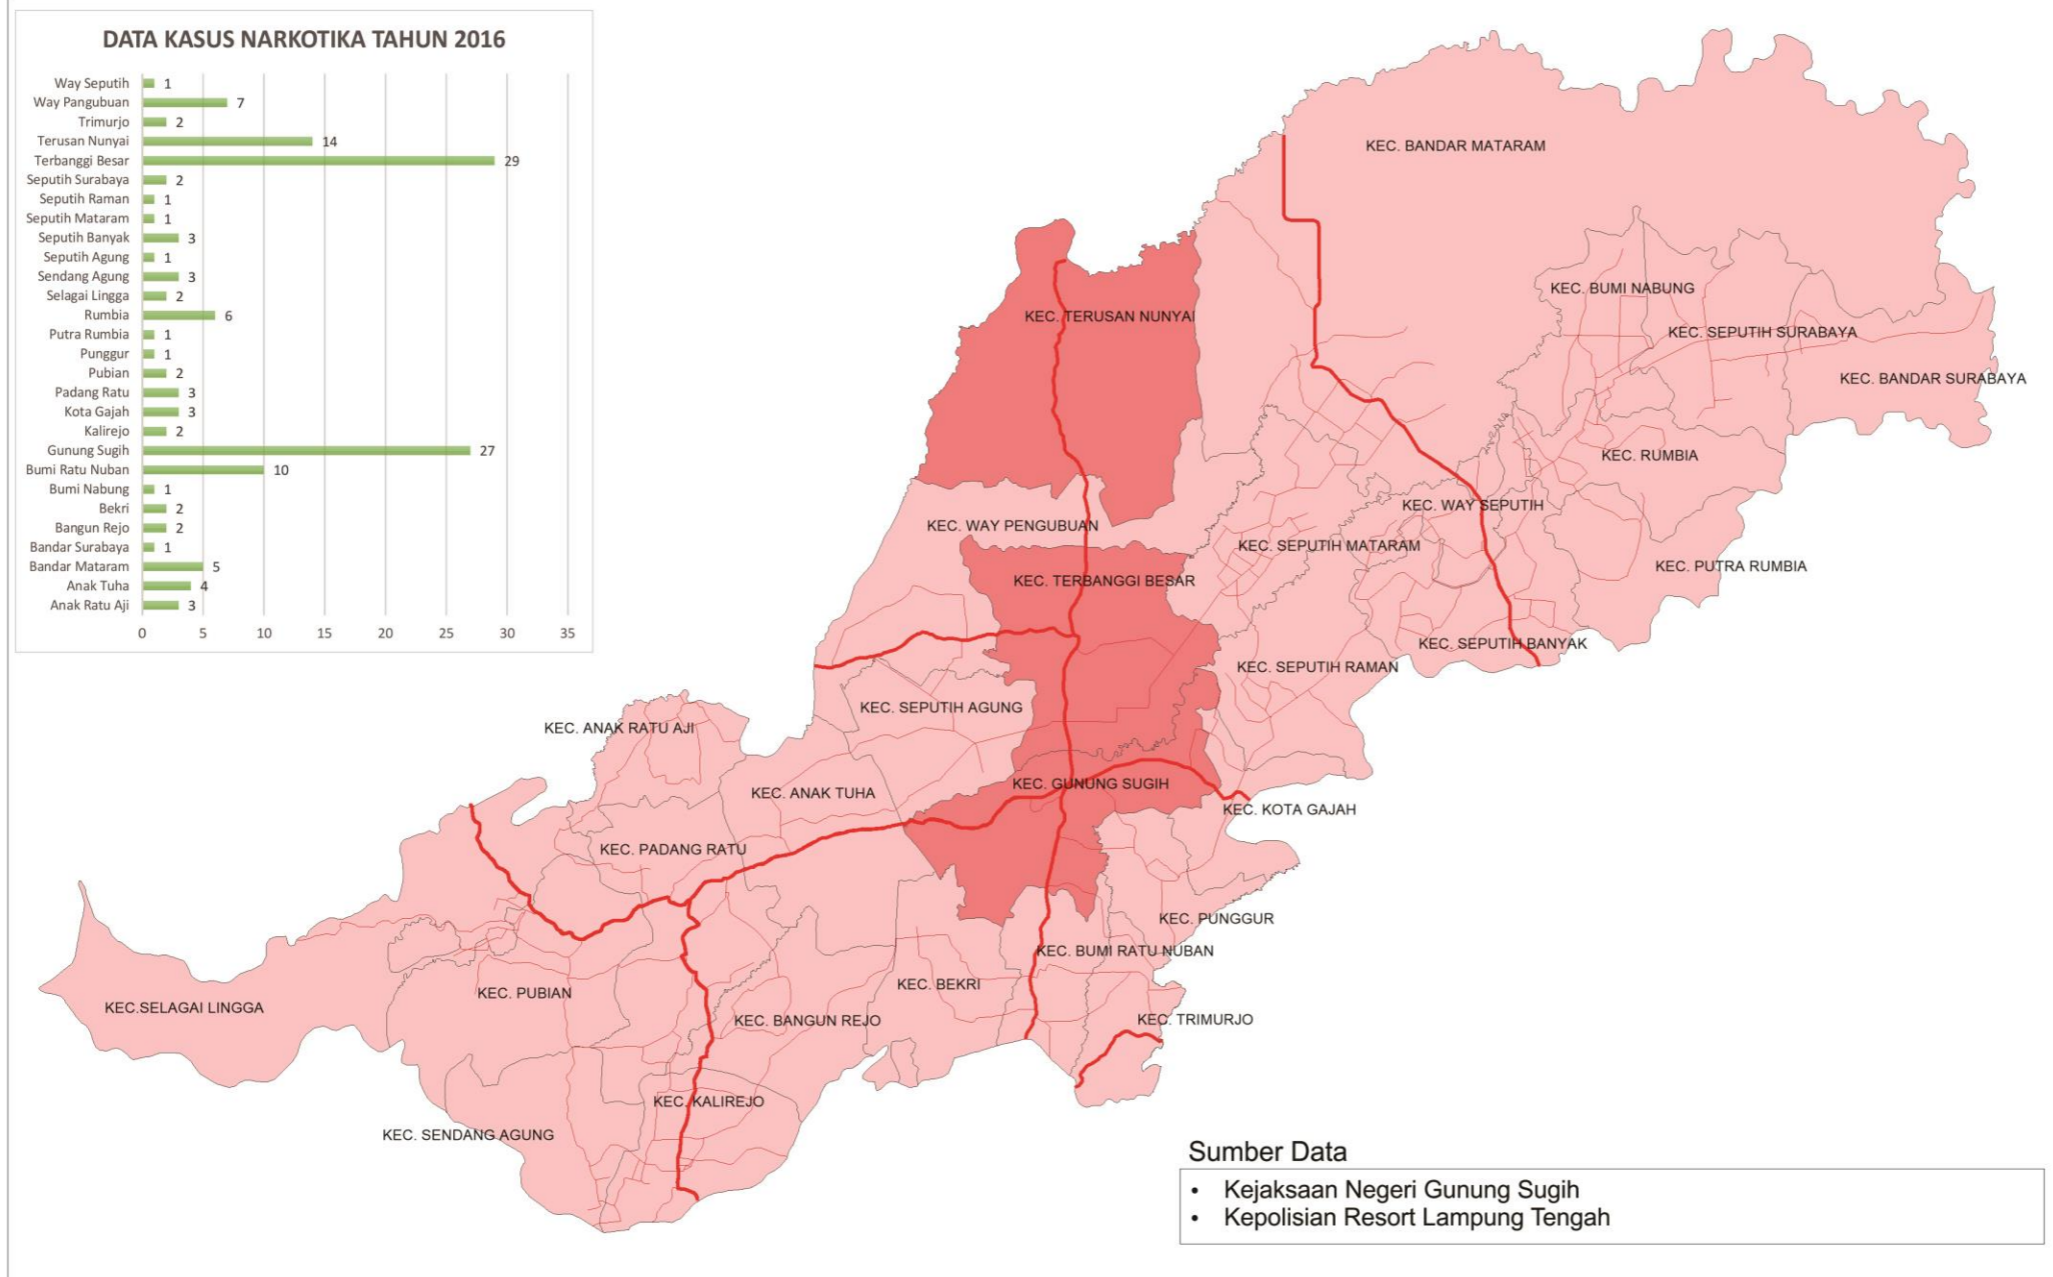 DATA KASUS NARKOTIKA TAHUN 2016
Way Seputih 1
Way Pangubuan 7
Trimurjo 2
Terusan Nunyai 14
Terbanggi Besar 29
Seputih Surabaya 2
Seputih Raman 1
Seputih Mataram 1
Seputih Banyak 3
Seputih Agung 1
Sendang Agung 3
Selagai Lingga 2
Rumbia 6
Putra Rumbia 1
Punggur 1
Pubian 2
Padang Ratu 3
Kota Gajah 3
Kalirejo 2
Gunung Sugih 27
Bumi Ratu Nuban 10
Bumi Nabung 1
Bekri 2
Bangun Rejo 2
Bandar Surabaya 1
Bandar Mataram 5
Anak Tuha 4
Anak Ratu Aji 3
0 5 10 15 20 25 30 35
KEC. BANDAR MATARAM
KEC. BUMI NABUNG
KEC. TERUSAN NUNYAI
KEC. SEPUTIH SURABAYA
KEC. BANDAR SURABAYA
KEC. RUMBIA
KEC. WAY SEPUTIH
KEC. WAY PENGUBUAN
KEC. SEPUTIH MATARAM
KEC. PUTRA RUMBIA
KEC. TERBANGGI BESAR
KEC. SEPUTIH BANYAK
KEC. SEPUTIH RAMAN
KEC. SEPUTIH AGUNG
KEC. ANAK RATU AJI
KEC. GUNUNG SUGIH
KEC. ANAK TUHA
KEC. KOTA GAJAH
KEC. PADANG RATU
KEC. PUNGGUR
KEC. BUMI RATU NUBAN
KEC. BEKRI
KEC. PUBIAN
KEC.SELAGAI LINGGA
KEC. BANGUN REJO
KEC. TRIMURJO
KEC. KALIREJO
KEC. SENDANG AGUNG
Sumber Data
• Kejaksaan Negeri Gunung Sugih
• Kepolisian Resort Lampung Tengah